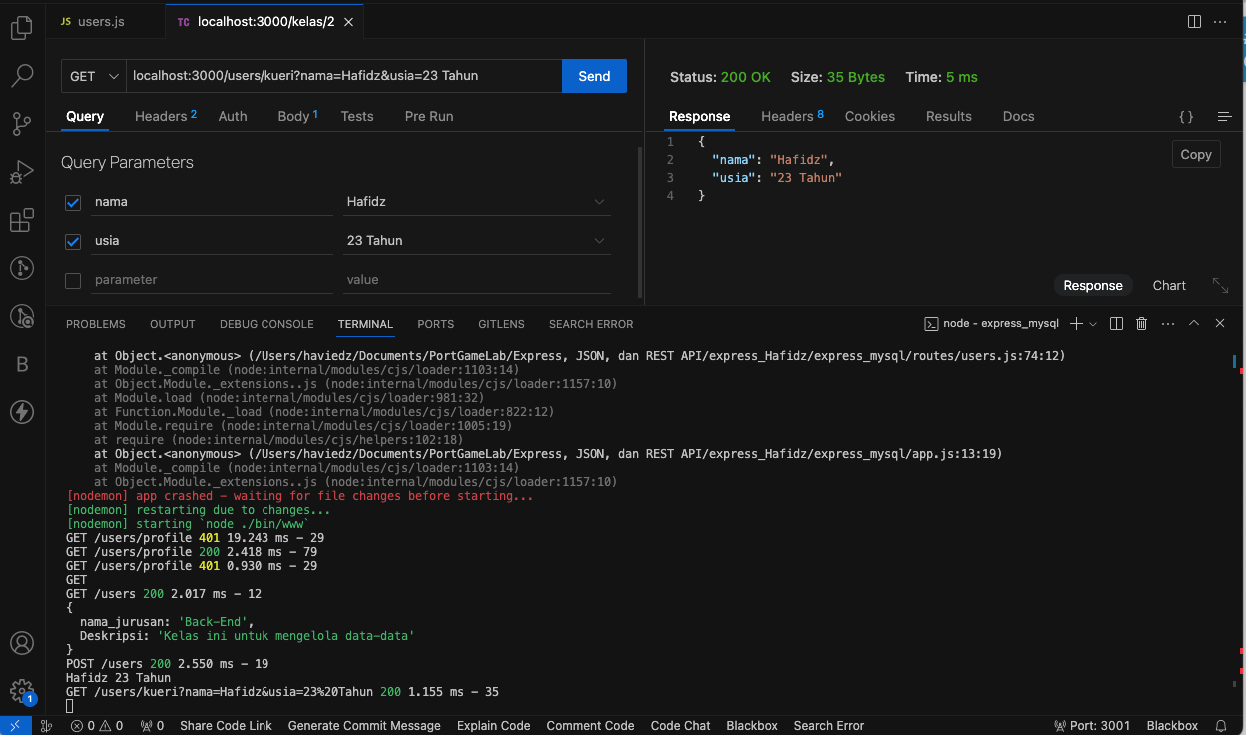 JS users.js
TC localhost:3000/kelas/2
GET localhost:3000/users/kueri?nama=Hafidz&usia=23 Tahun Send
Query Headers 2 Auth Body 1 Tests Pre Run
Query Parameters
nama Hafidz
usia 23 Tahun
parameter value
Status: 200 OK Size: 35 Bytes Time: 5 ms
Response Headers 8 Cookies Results Docs { }
1 {
2 "nama": "Hafidz",
3 "usia": "23 Tahun"
4 }
Copy
Response Chart
PROBLEMS OUTPUT DEBUG CONSOLE TERMINAL PORTS GITLENS SEARCH ERROR node - express_mysql
at Object.<anonymous> (/Users/haviedz/Documents/PortGameLab/Express, JSON, dan REST API/express_Hafidz/express_mysql/routes/users.js:74:12)
at Module._compile (node:internal/modules/cjs/loader:1103:14)
at Object.Module._extensions..js (node:internal/modules/cjs/loader:1157:10)
at Module.load (node:internal/modules/cjs/loader:981:32)
at Function.Module._load (node:internal/modules/cjs/loader:822:12)
at Module.require (node:internal/modules/cjs/loader:1005:19)
at require (node:internal/modules/cjs/helpers:102:18)
at Object.<anonymous> (/Users/haviedz/Documents/PortGameLab/Express, JSON, dan REST API/express_Hafidz/express_mysql/app.js:13:19)
at Module._compile (node:internal/modules/cjs/loader:1103:14)
at Object.Module._extensions..js (node:internal/modules/cjs/loader:1157:10)
[nodemon] app crashed - waiting for file changes before starting...
[nodemon] restarting due to changes...
[nodemon] starting `node ./bin/www`
GET /users/profile 401 19.243 ms - 29
GET /users/profile 200 2.418 ms - 79
GET /users/profile 401 0.930 ms - 29
GET
GET /users 200 2.017 ms - 12
{
nama_jurusan: 'Back-End',
Deskripsi: 'Kelas ini untuk mengelola data-data'
}
POST /users 200 2.550 ms - 19
Hafidz 23 Tahun
GET /users/kueri?nama=Hafidz&usia=23%20Tahun 200 1.155 ms - 35
B
1
0 0 0 Share Code Link Generate Commit Message Explain Code Comment Code Code Chat Blackbox Search Error Port: 3001 Blackbox